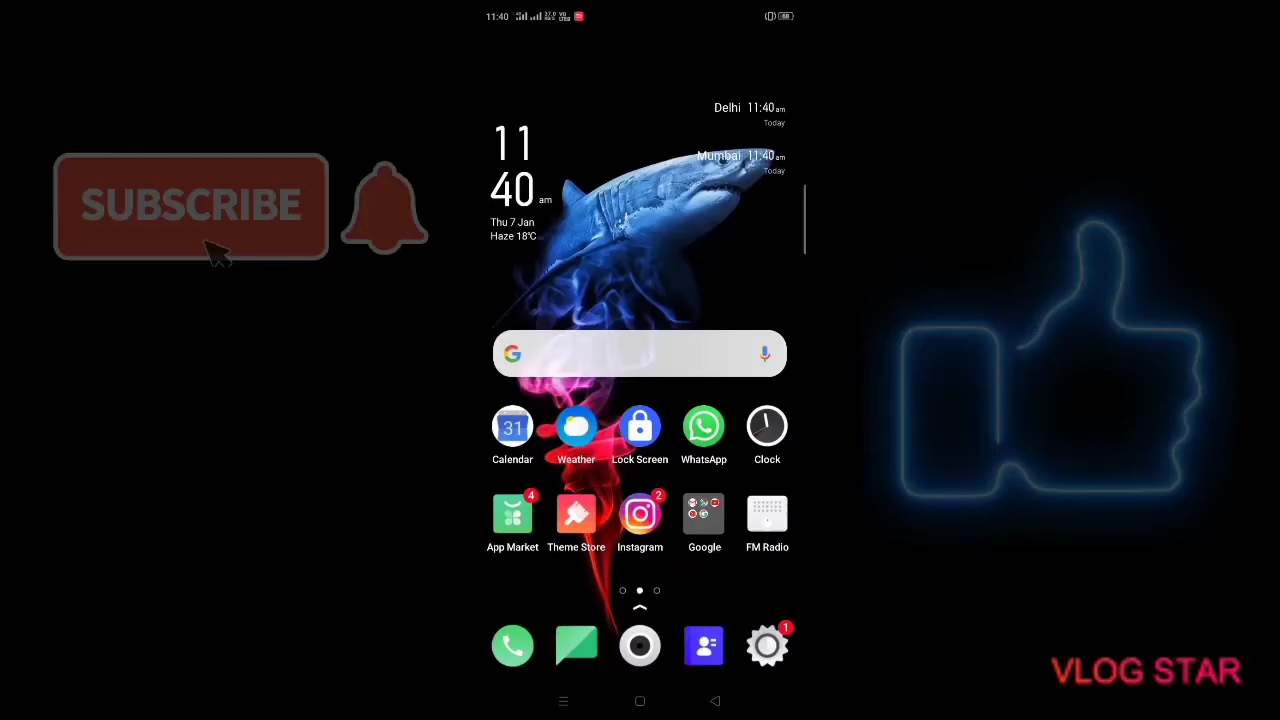 11:40
Delhi 11:40 am
Today
Mumbai 11:40 am
Today
11
40 am
Thu 7 Jan
Haze 18℃
SUBSCRIBE
Calendar Weather Lock Screen WhatsApp Clock
31
4
2
App Market Theme Store Instagram Google FM Radio
1
VLOG STAR